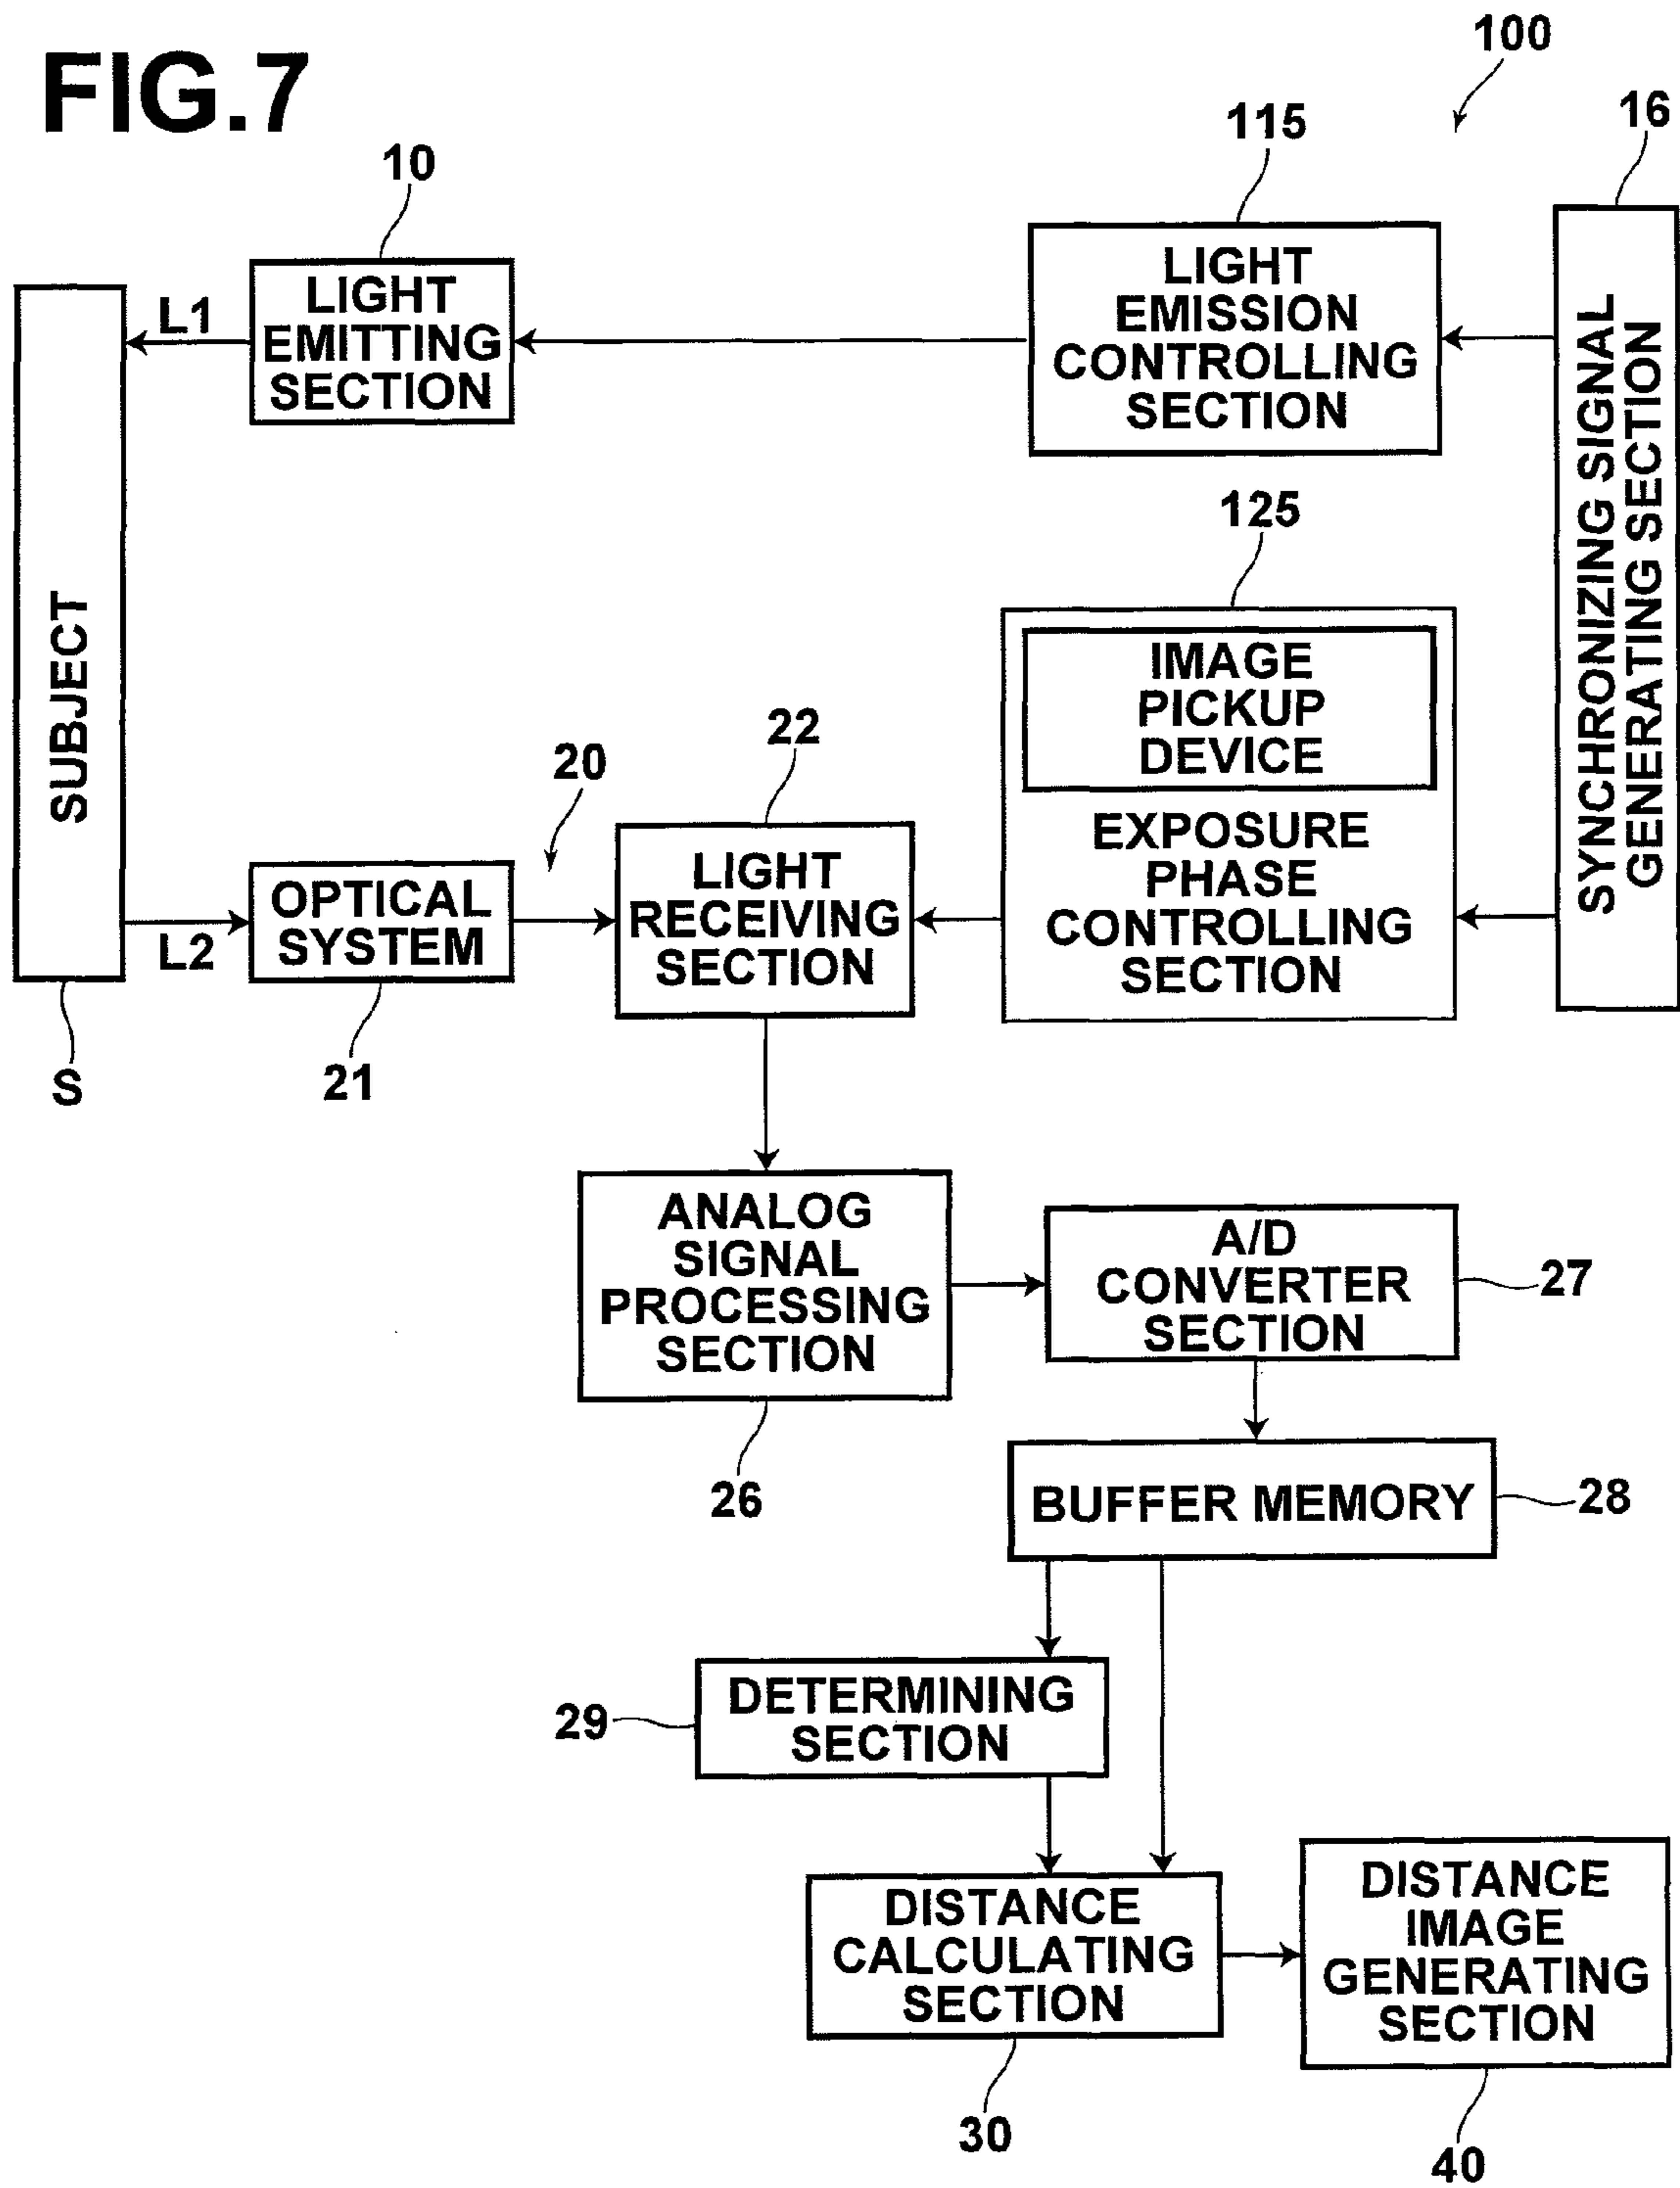 FIG.7
100
115
16
10
LIGHT
EMITTING
SECTION
L1
LIGHT
EMISSION
CONTROLLING
SECTION
SYNCHRONIZING SIGNAL
GENERATING SECTION
SUBJECT
125
IMAGE
PICKUP
DEVICE
EXPOSURE
PHASE
CONTROLLING
SECTION
22
20
LIGHT
RECEIVING
SECTION
OPTICAL
SYSTEM
L2
S
21
ANALOG
SIGNAL
PROCESSING
SECTION
A/D
CONVERTER
SECTION
27
26
BUFFER MEMORY
28
DETERMINING
SECTION
29
DISTANCE
CALCULATING
SECTION
DISTANCE
IMAGE
GENERATING
SECTION
30
40